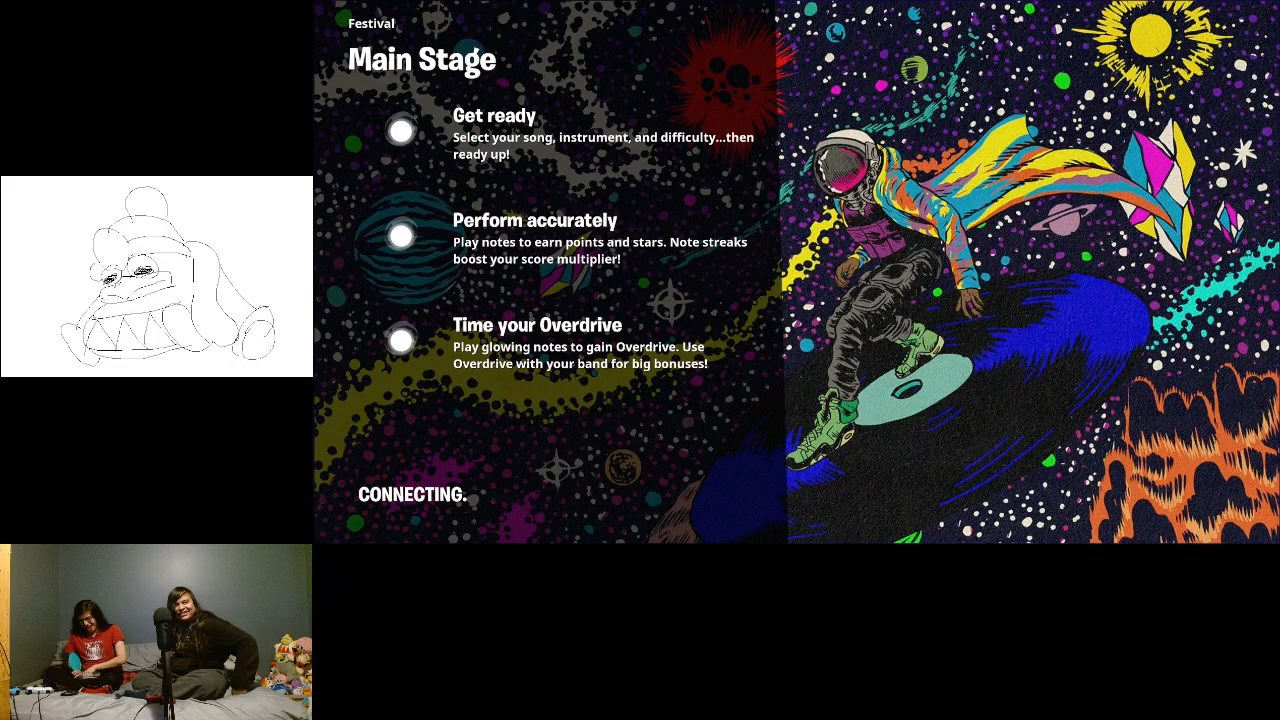 Festival
Main Stage
Get ready
Select your song, instrument, and difficulty...then
ready up!
Perform accurately
Play notes to earn points and stars. Note streaks
boost your score multiplier!
Time your Overdrive
Play glowing notes to gain Overdrive. Use
Overdrive with your band for big bonuses!
CONNECTING.